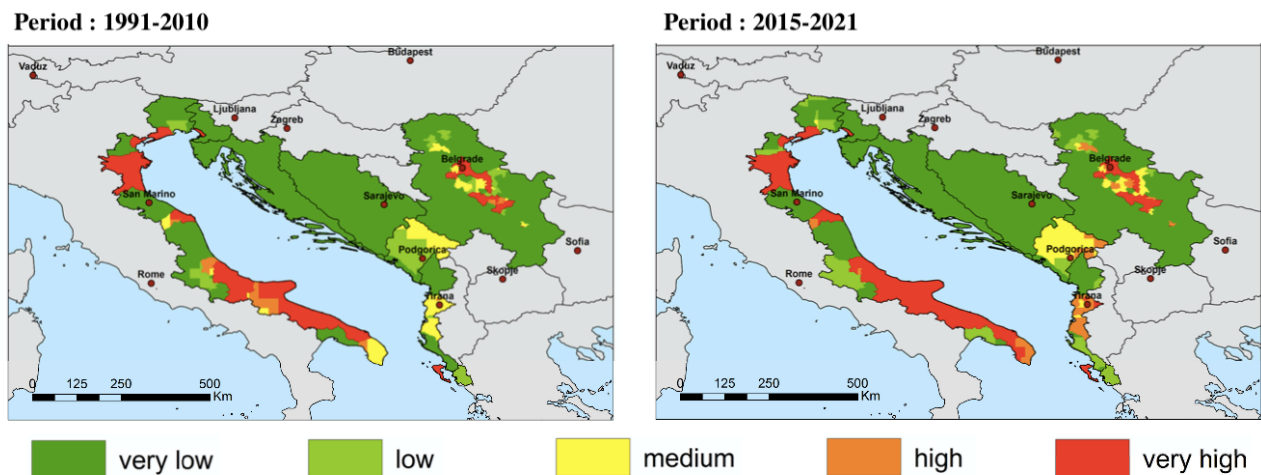 Period : 1991-2010
Period : 2015-2021
Budapest
Vaduz
Ljubljana
Zagreb
Belgrade
San Marino
Sarajevo
Podgorica
Sofia
Rome
Skopje
Tirana
0 125 250 500
Km
Budapest
Vaduz
Ljubljana
Zagreb
Belgrade
San Marino
Sarajevo
Podgorica
Sofia
Rome
Skopje
Tirana
0 125 250 500
Km
very low low medium high very high